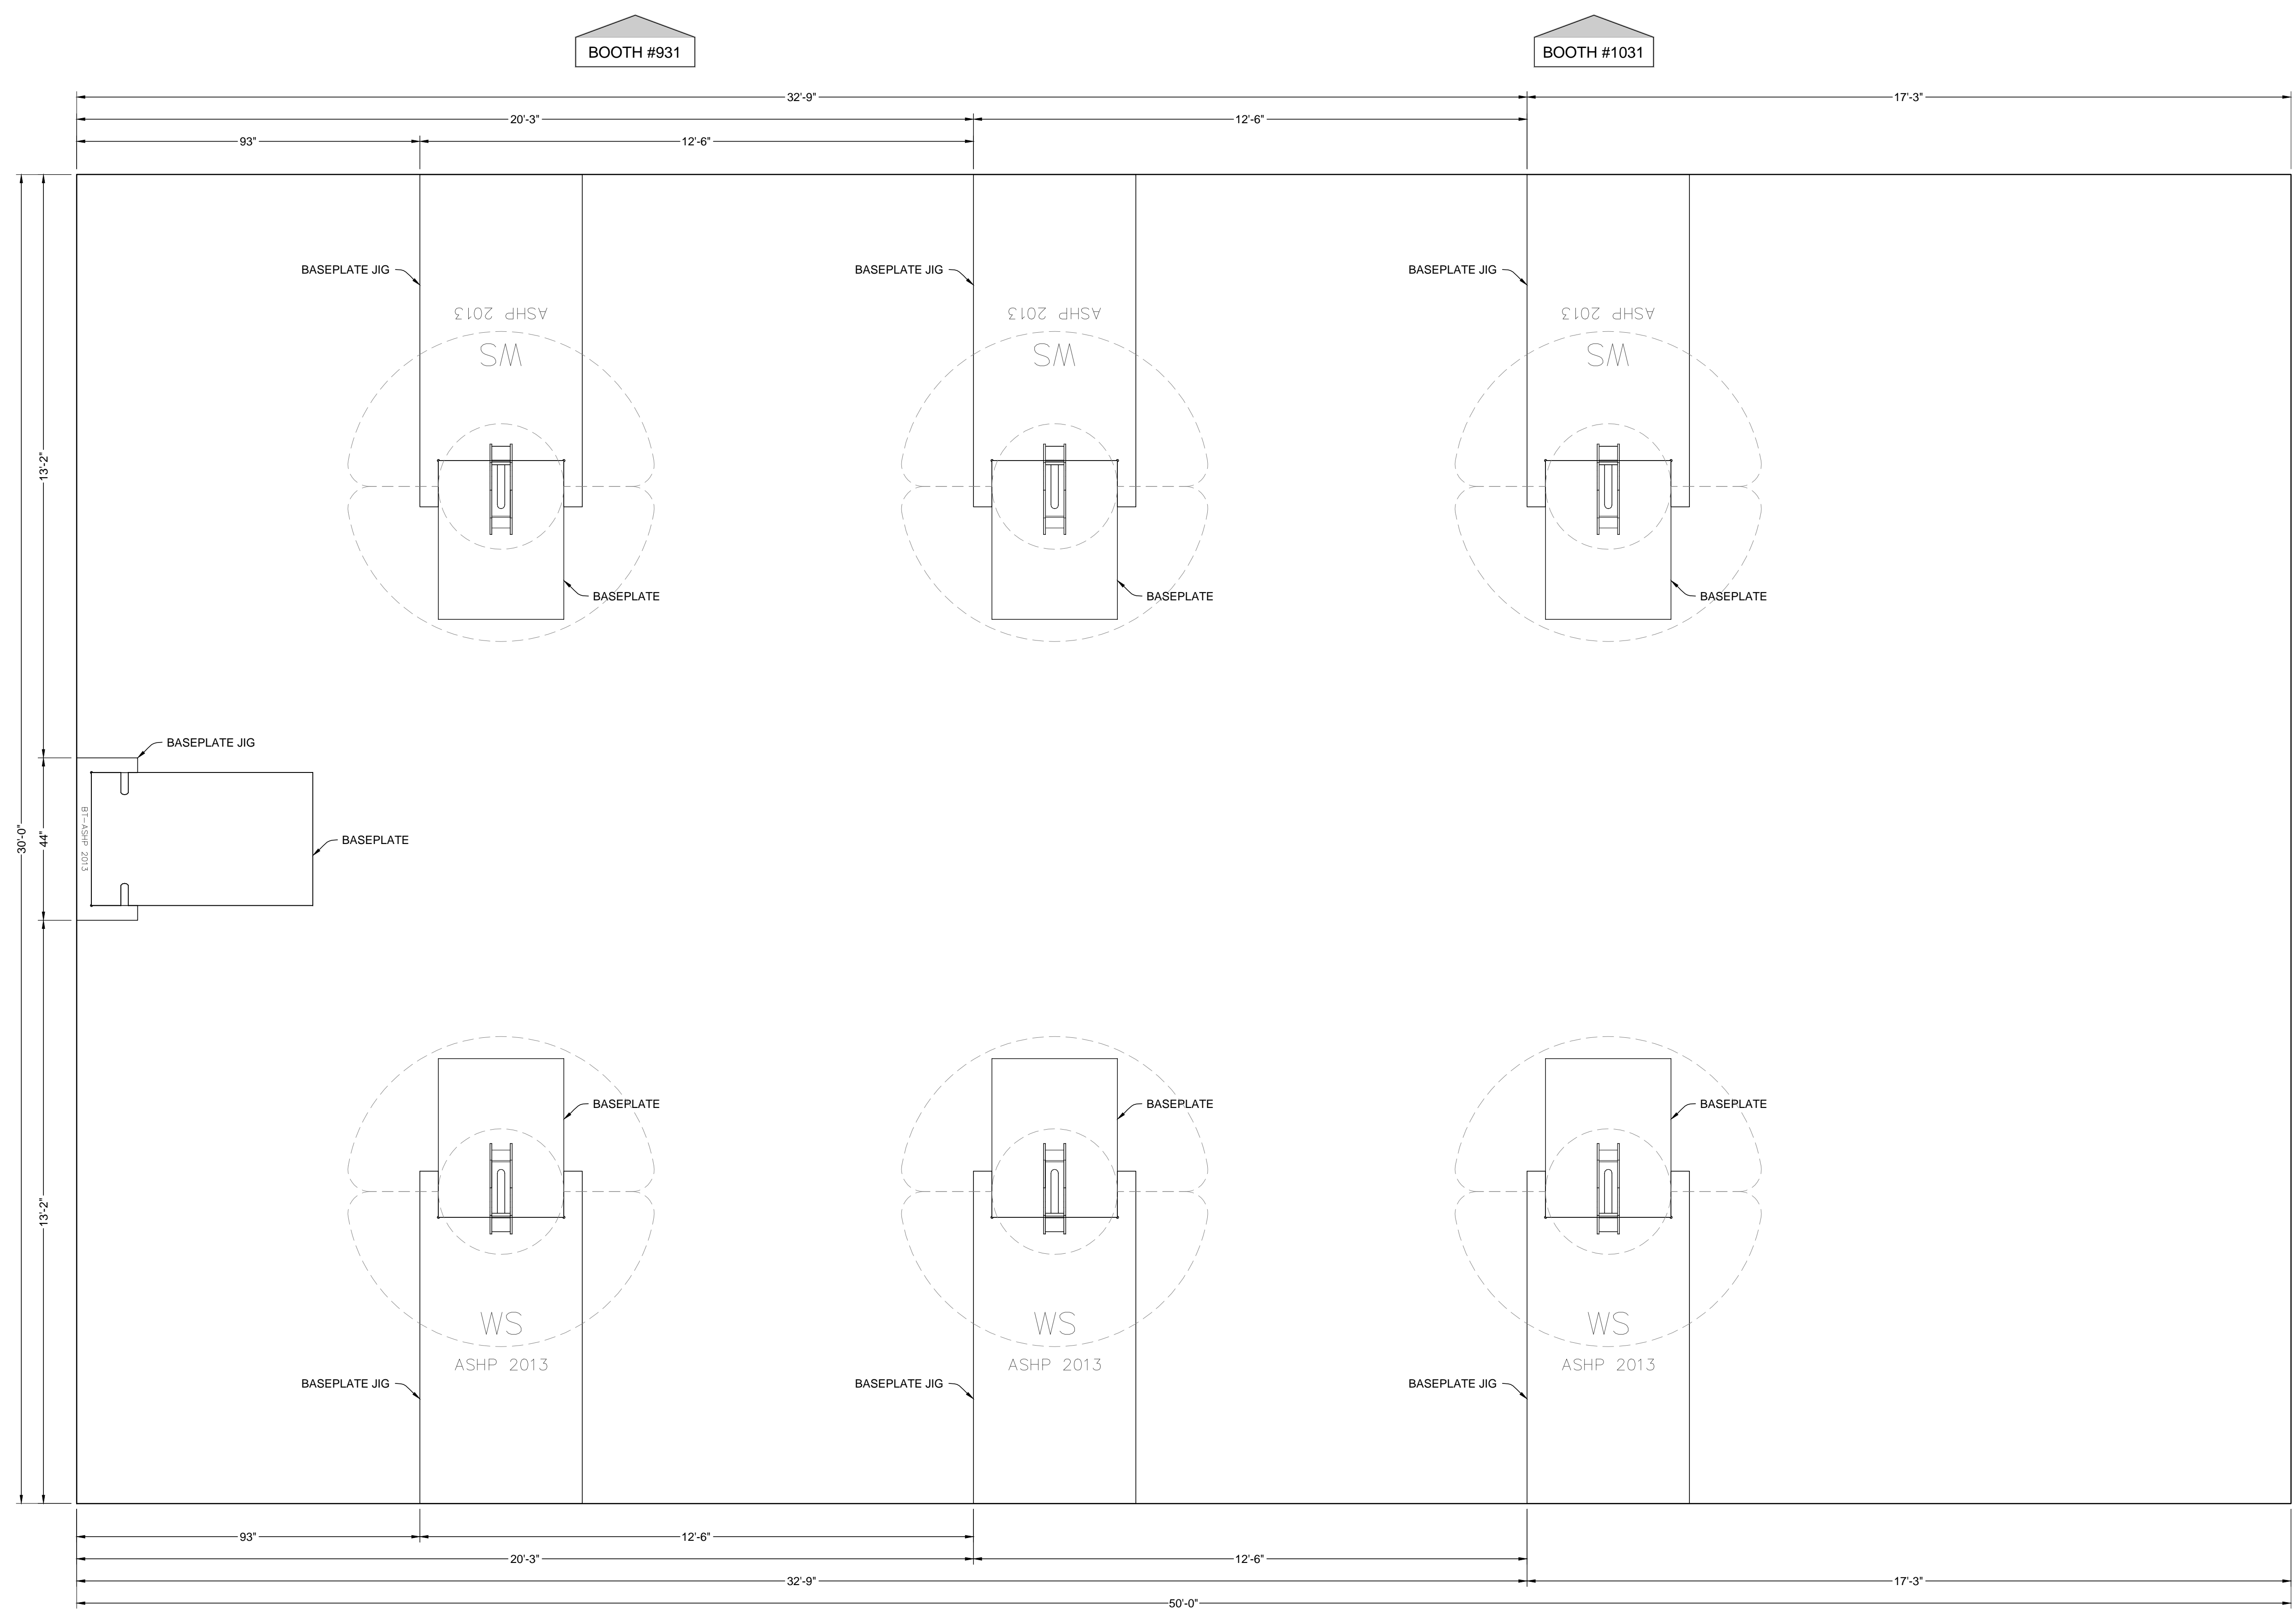 BOOTH #931
BOOTH #1031
32'-9"
17'-3"
20'-3"
12'-6"
93"
12'-6"
BASEPLATE JIG
BASEPLATE JIG
BASEPLATE JIG
ASHP 2013
ASHP 2013
ASHP 2013
WS
WS
WS
13'-2"
BASEPLATE
BASEPLATE
BASEPLATE
BASEPLATE JIG
30'-0"
44"
BT-ASHP 2013
BASEPLATE
BASEPLATE
BASEPLATE
BASEPLATE
13'-2"
WS
WS
WS
ASHP 2013
ASHP 2013
ASHP 2013
BASEPLATE JIG
BASEPLATE JIG
BASEPLATE JIG
93"
12'-6"
20'-3"
12'-6"
32'-9"
17'-3"
50'-0"